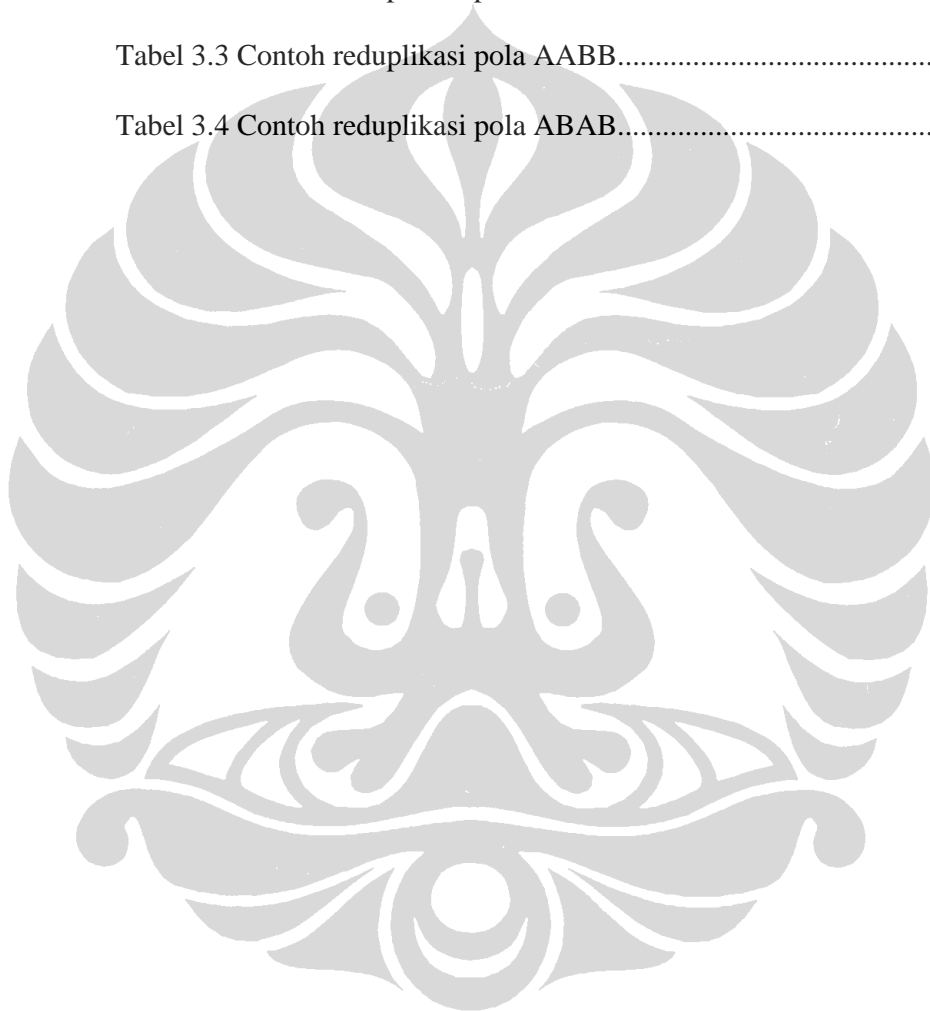 Tabel 3.3 Contoh reduplikasi pola AABB....................................................
Tabel 3.4 Contoh reduplikasi pola ABAB....................................................